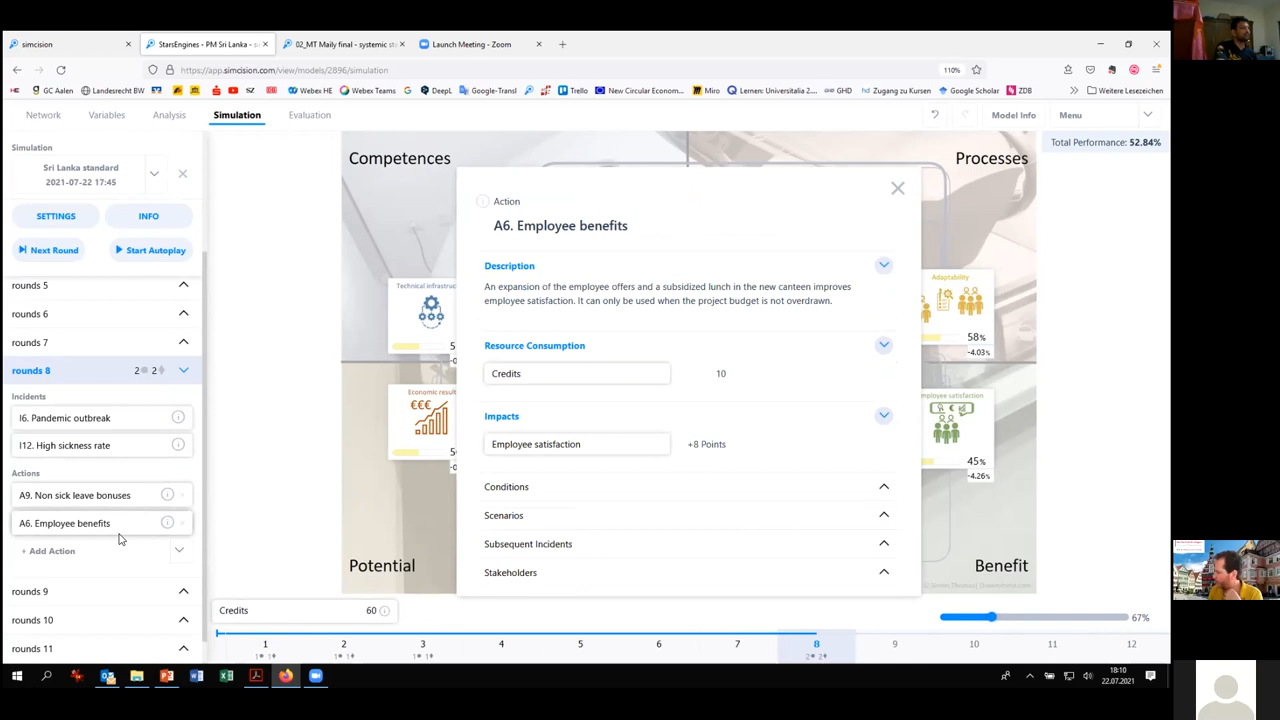 simcision
StarsEngines - PM Sri Lanka - si
02_MT Maily final - systemic st
Launch Meeting - Zoom
https://app.simcision.com/view/models/2896/simulation
110%
GC Aalen
Landesrecht BW
Webex HE
Webex Teams
DeepL
Google-Transl
Trello
New Circular Econom...
Miro
Lernen: Universitalia 2....
GHD
Zugang zu Kursen
Google Scholar
ZDB
Weitere Lesezeichen
Network
Variables
Analysis
Simulation
Evaluation
Model Info
Menu
Simulation
Sri Lanka standard
2021-07-22 17:45
SETTINGS
INFO
Next Round
Start Autoplay
rounds 5
rounds 6
rounds 7
rounds 8
2 2
Incidents
I6. Pandemic outbreak
I12. High sickness rate
Actions
A9. Non sick leave bonuses
A6. Employee benefits
+ Add Action
rounds 9
rounds 10
rounds 11
Competences
Processes
Total Performance: 52.84%
Technical infrastruc
Economic result
€€€
Adaptability
58%
-4.03%
mployee satisfaction
45%
-4.26%
Potential
Benefit
Action
A6. Employee benefits
Description
An expansion of the employee offers and a subsidized lunch in the new canteen improves
employee satisfaction. It can only be used when the project budget is not overdrawn.
Resource Consumption
Credits
10
Impacts
Employee satisfaction
+8 Points
Conditions
Scenarios
Subsequent Incidents
Stakeholders
Credits
60
67%
1 2 3 4 5 6 7 8 9 10 11 12
18:10
22.07.2021